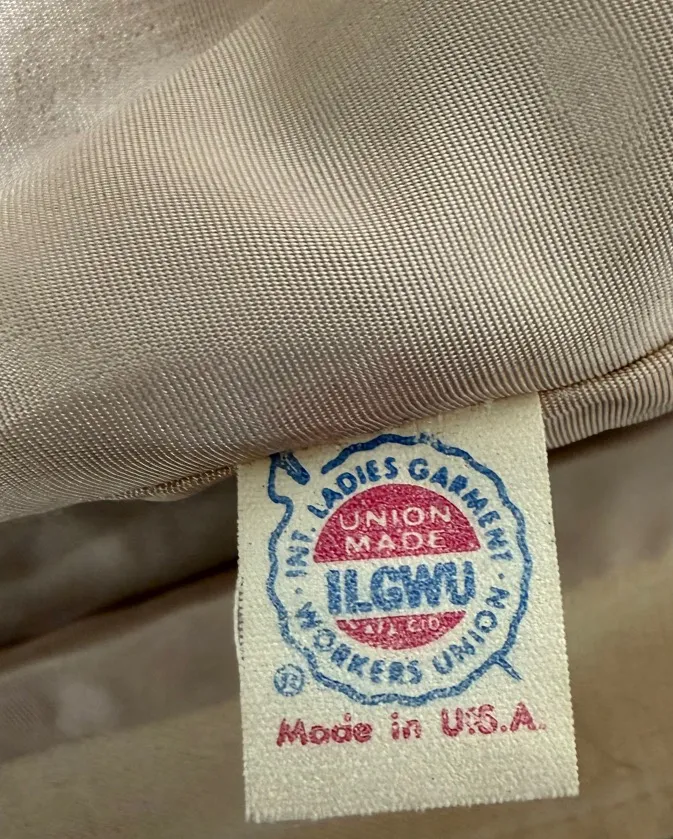 INT. LADIES GARMENT
UNION
MADE
ILGWU
AFL CIO
· WORKERS UNION ·
®
Made in U.S.A.